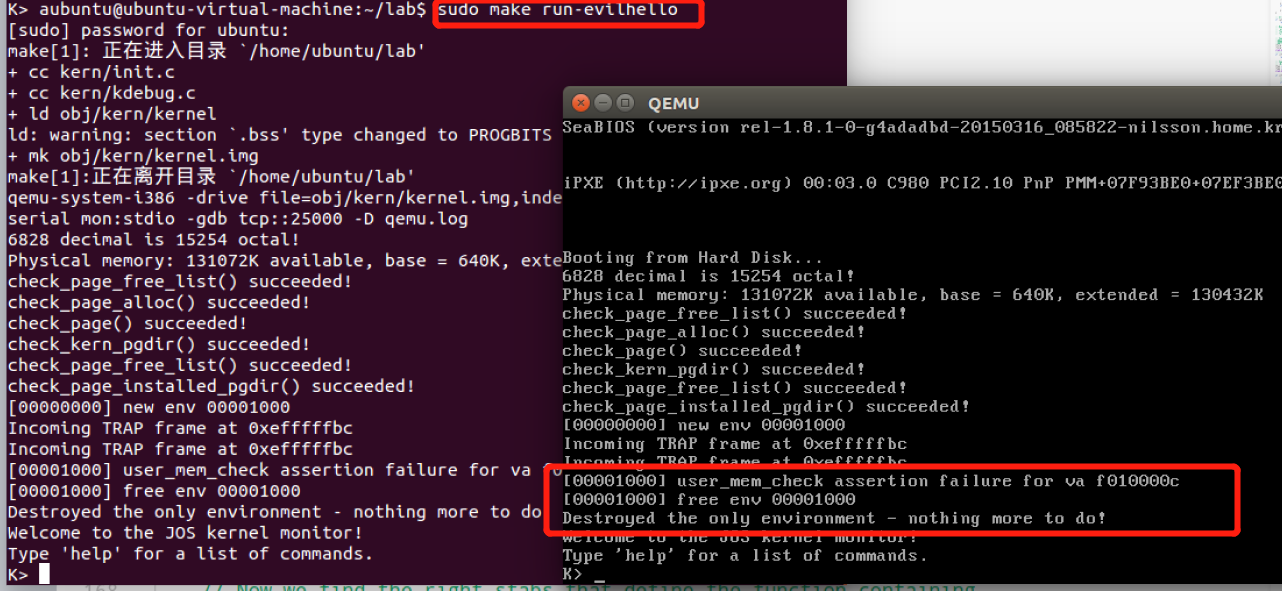 K> aubuntu@ubuntu-virtual-machine:~/lab$ sudo make run-evilhello
[sudo] password for ubuntu:
make[1]: 正在进入目录 `/home/ubuntu/lab'
+ cc kern/init.c
+ cc kern/kdebug.c
+ ld obj/kern/kernel
ld: warning: section `.bss' type changed to PROGBITS
+ mk obj/kern/kernel.img
make[1]:正在离开目录 `/home/ubuntu/lab'
qemu-system-i386 -drive file=obj/kern/kernel.img,inde
serial mon:stdio -gdb tcp::25000 -D qemu.log
6828 decimal is 15254 octal!
Physical memory: 131072K available, base = 640K, exte
check_page_free_list() succeeded!
check_page_alloc() succeeded!
check_page() succeeded!
check_kern_pgdir() succeeded!
check_page_free_list() succeeded!
check_page_installed_pgdir() succeeded!
[00000000] new env 00001000
Incoming TRAP frame at 0xefffffbc
Incoming TRAP frame at 0xefffffbc
[00001000] user_mem_check assertion failure for va f0
[00001000] free env 00001000
Destroyed the only environment - nothing more to do
Welcome to the JOS kernel monitor!
Type 'help' for a list of commands.
K>
QEMU
SeaBIOS (version rel-1.8.1-0-g4adadbd-20150316_085822-nilsson.home.kr
iPXE (http://ipxe.org) 00:03.0 C980 PCI2.10 PnP PMM+07F93BE0+07EF3BE0
Booting from Hard Disk...
6828 decimal is 15254 octal!
Physical memory: 131072K available, base = 640K, extended = 130432K
check_page_free_list() succeeded!
check_page_alloc() succeeded!
check_page() succeeded!
check_kern_pgdir() succeeded!
check_page_free_list() succeeded!
check_page_installed_pgdir() succeeded!
[00000000] new env 00001000
Incoming TRAP frame at 0xefffffbc
Incoming TRAP frame at 0xefffffbc
[00001000] user_mem_check assertion failure for va f010000c
[00001000] free env 00001000
Destroyed the only environment - nothing more to do!
Welcome to the JOS kernel monitor!
Type 'help' for a list of commands.
K> _
168 // Now we find the right stabs that define the function containing